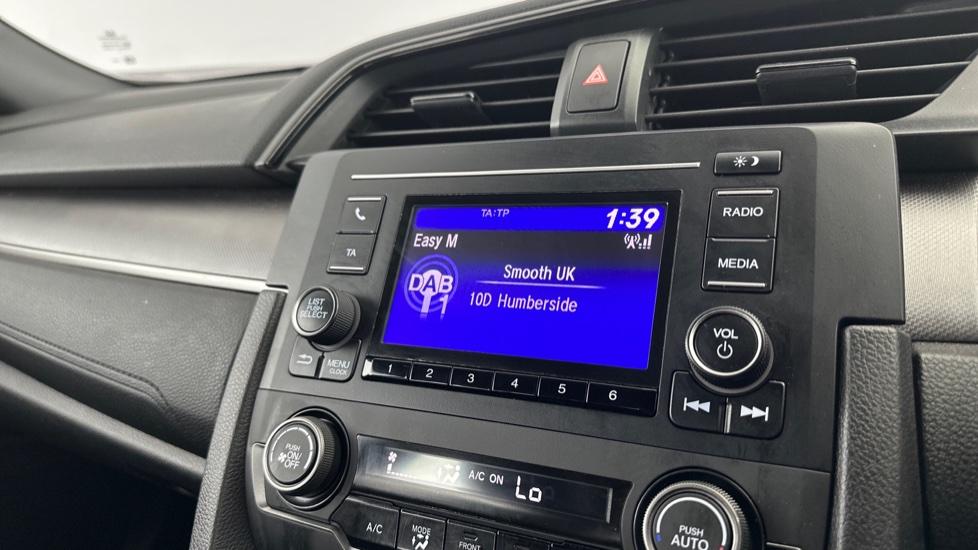 TA:TP
1:39
Easy M
DAB
1
Smooth UK
10D Humberside
TA
LIST
PUSH
SELECT
MENU
CLOCK
1 2 3 4 5 6
RADIO
MEDIA
VOL
PUSH
ON/
OFF
A/C ON
Lo
A/C
MODE
FRONT
PUSH
AUTO